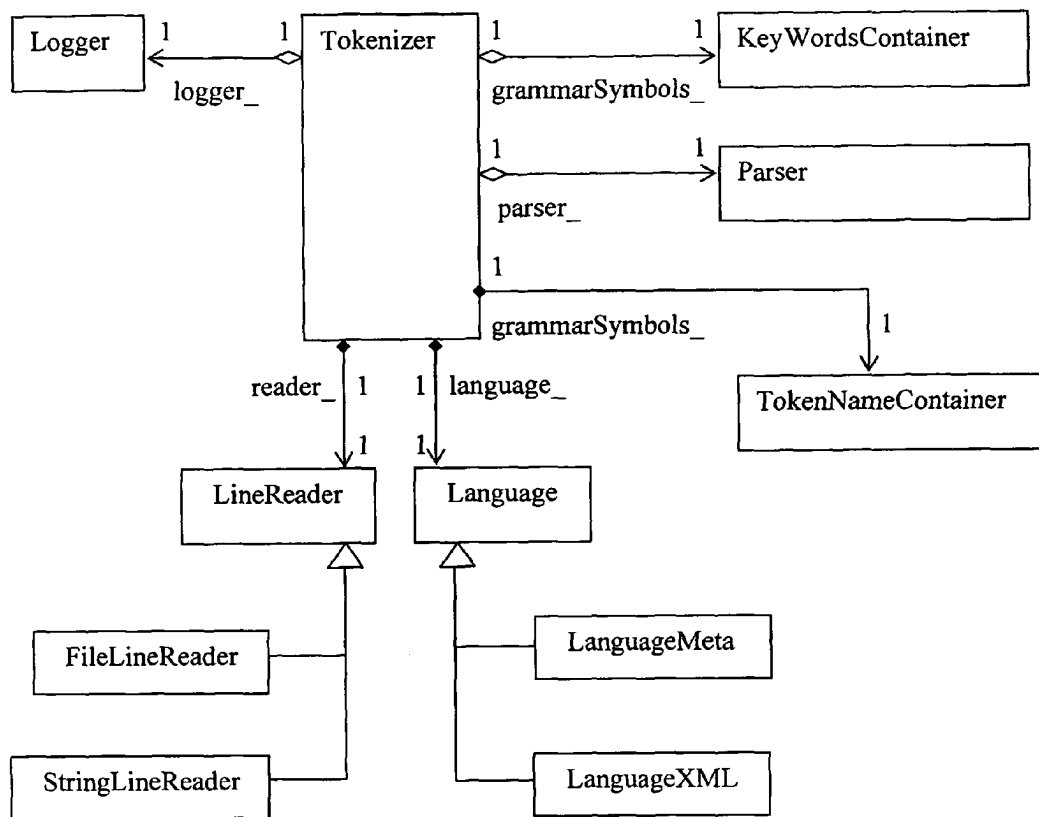 Logger
1
1
logger_
Tokenizer
1
1
KeyWordsContainer
grammarSymbols_
1
1
Parser
parser_
1
grammarSymbols_
1
TokenNameContainer
reader_
1
1
language_
1
1
LineReader
Language
FileLineReader
LanguageMeta
StringLineReader
LanguageXML